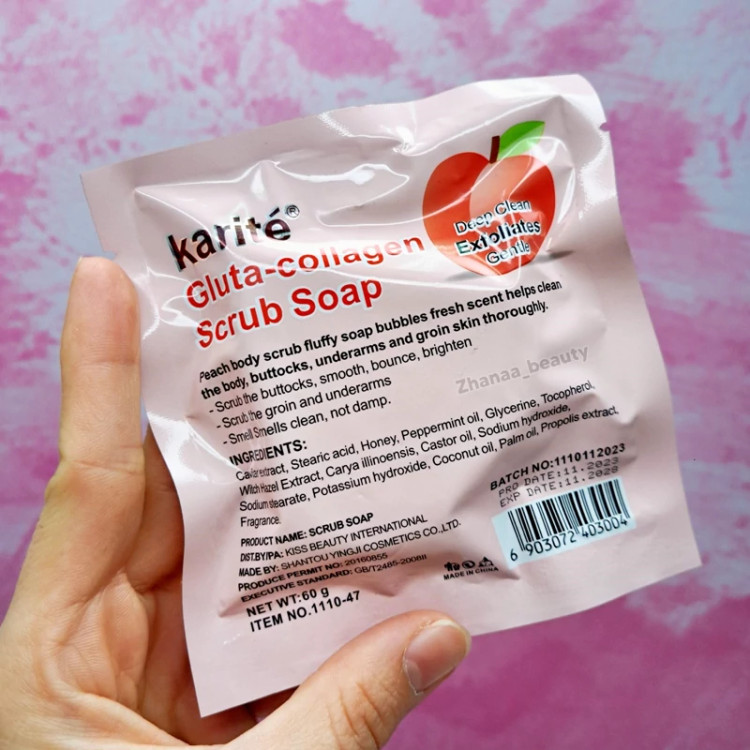 karité®
Gluta-collagen
Scrub Soap
Deep Clean
Exfoliates
Gentle
Peach body scrub fluffy soap bubbles fresh scent helps clean
the body, buttocks, underarms and groin skin thoroughly.
- Scrub the buttocks, smooth, bounce, brighten
- Scrub the groin and underarms
- Smell Smells clean, not damp.
Zhanaa_beauty
INGREDIENTS:
Caviar extract, Stearic acid, Honey, Peppermint oil, Glycerine, Tocopherol,
Witch Hazel Extract, Carya illinoensis, Castor oil, Sodium hydroxide,
Sodium stearate, Potassium hydroxide, Coconut oil, Palm oil, Propolis extract,
Fragrance.
PRODUCT NAME: SCRUB SOAP
DIST.BY/PA: KISS BEAUTY INTERNATIONAL
MADE BY: SHANTOU YINGJI COSMETICS CO.,LTD.
PRODUCE PERMIT NO: 20160855
EXECUTIVE STANDARD: GB/T2485-2008II
NET WT:60 g
ITEM NO.1110-47
BATCH NO:1110112023
PRO DATE:11.2023
EXP DATE:11.2028
6 903072 403004
MADE IN CHINA